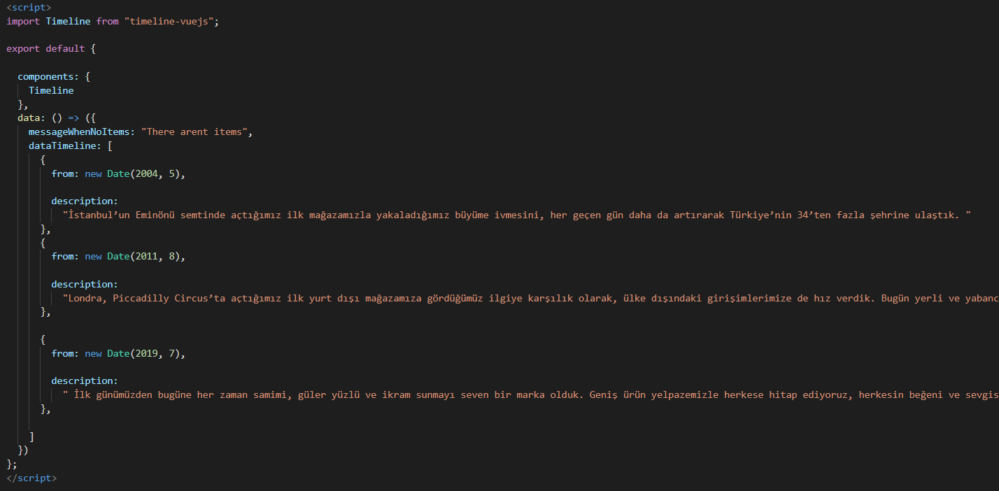 <script>
import Timeline from "timeline-vuejs";
export default {
components: {
Timeline
},
data: () => ({
messageWhenNoItems: "There arent items",
dataTimeline: [
{
from: new Date(2004, 5),
description:
"İstanbul’un Eminönü semtinde açtığımız ilk mağazamızla yakaladığımız büyüme ivmesini, her geçen gün daha da artırarak Türkiye’nin 34’ten fazla şehrine ulaştık. "
},
{
from: new Date(2011, 8),
description:
"Londra, Piccadilly Circus’ta açtığımız ilk yurt dışı mağazamıza gördüğümüz ilgiye karşılık olarak, ülke dışındaki girişimlerimize de hız verdik. Bugün yerli ve yabanc
},
{
from: new Date(2019, 7),
description:
" İlk günümüzden bugüne her zaman samimi, güler yüzlü ve ikram sunmayı seven bir marka olduk. Geniş ürün yelpazemizle herkese hitap ediyoruz, herkesin beğeni ve sevgis
},
]
})
};
</script>